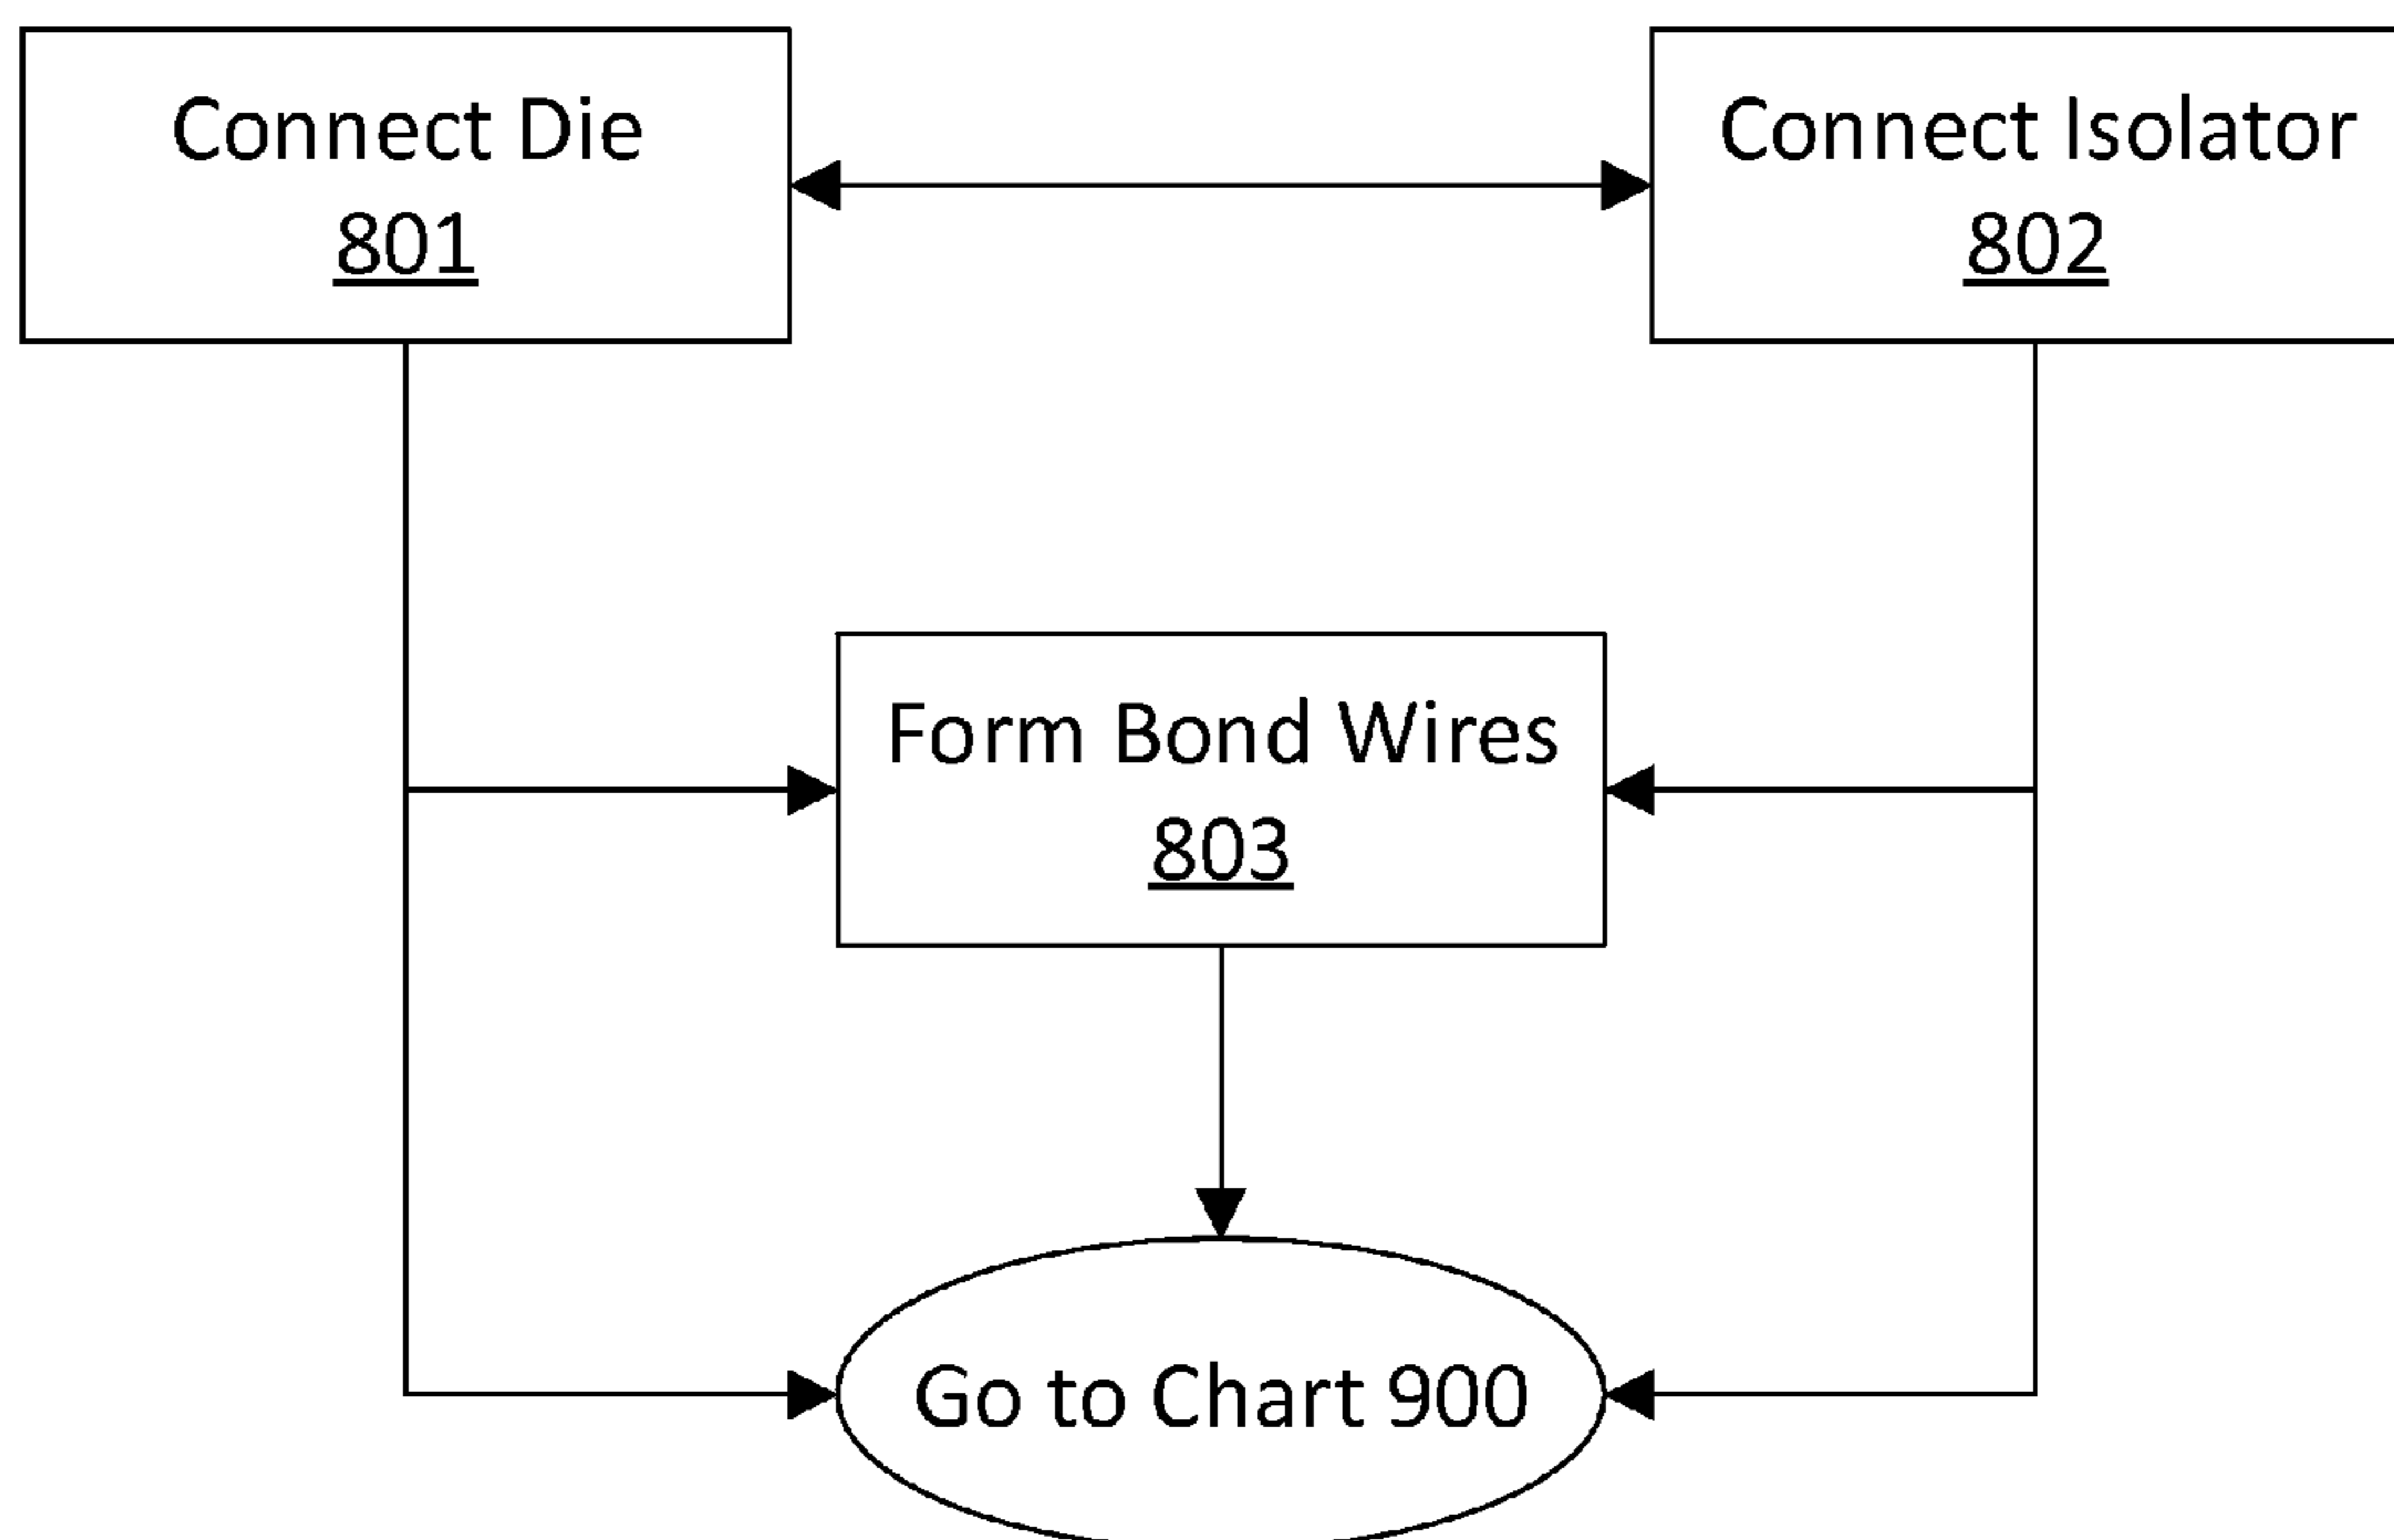 Connect Die
801
Connect Isolator
802
Form Bond Wires
803
Go to Chart 900